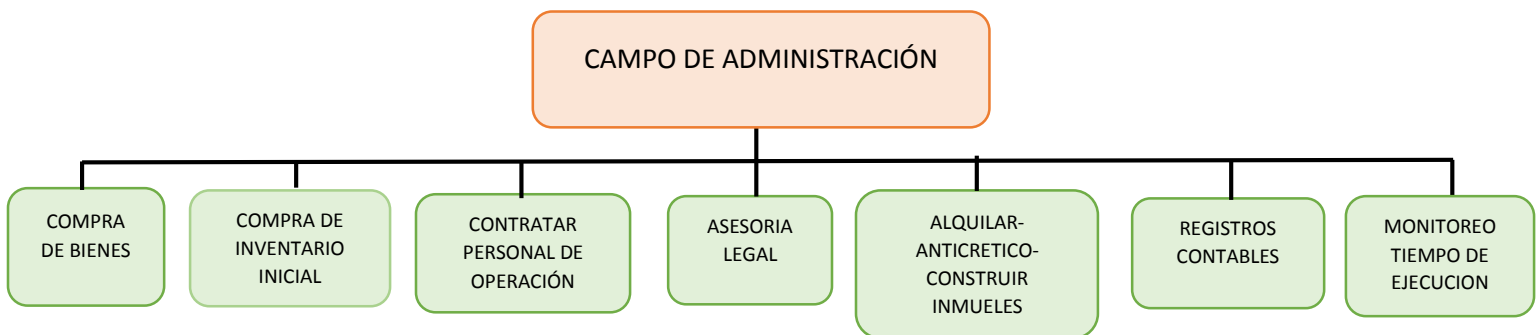 CAMPO DE ADMINISTRACIÓN
COMPRA
DE BIENES
COMPRA DE
INVENTARIO
INICIAL
CONTRATAR
PERSONAL DE
OPERACIÓN
ASESORIA
LEGAL
ALQUILAR-
ANTICRETICO-
CONSTRUIR
INMUELES
REGISTROS
CONTABLES
MONITOREO
TIEMPO DE
EJECUCION